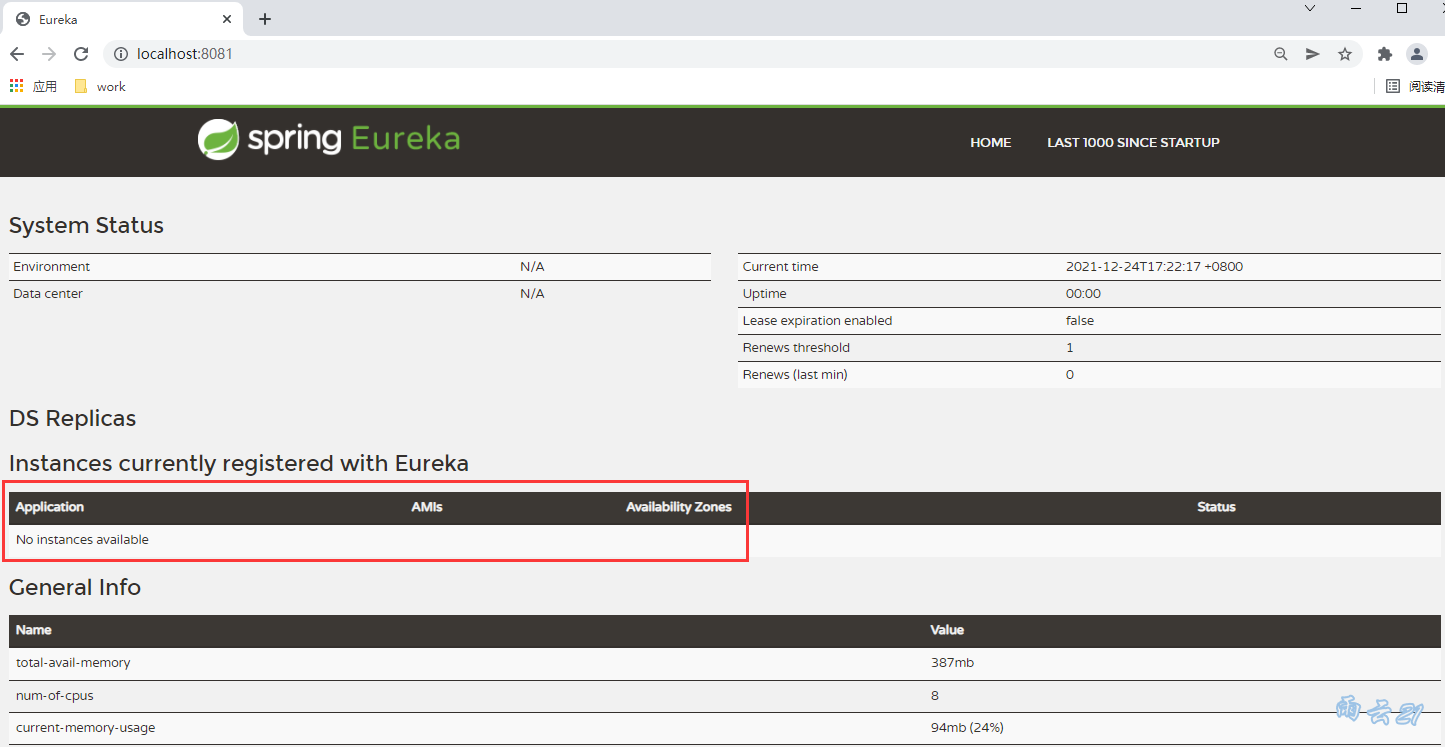 Eureka
localhost:8081
应用 work 阅读清
spring Eureka HOME LAST 1000 SINCE STARTUP
System Status
Environment N/A
Data center N/A
Current time 2021-12-24T17:22:17 +0800
Uptime 00:00
Lease expiration enabled false
Renews threshold 1
Renews (last min) 0
DS Replicas
Instances currently registered with Eureka
Application AMIs Availability Zones Status
No instances available
General Info
Name Value
total-avail-memory 387mb
num-of-cpus 8
current-memory-usage 94mb (24%)
雨云21